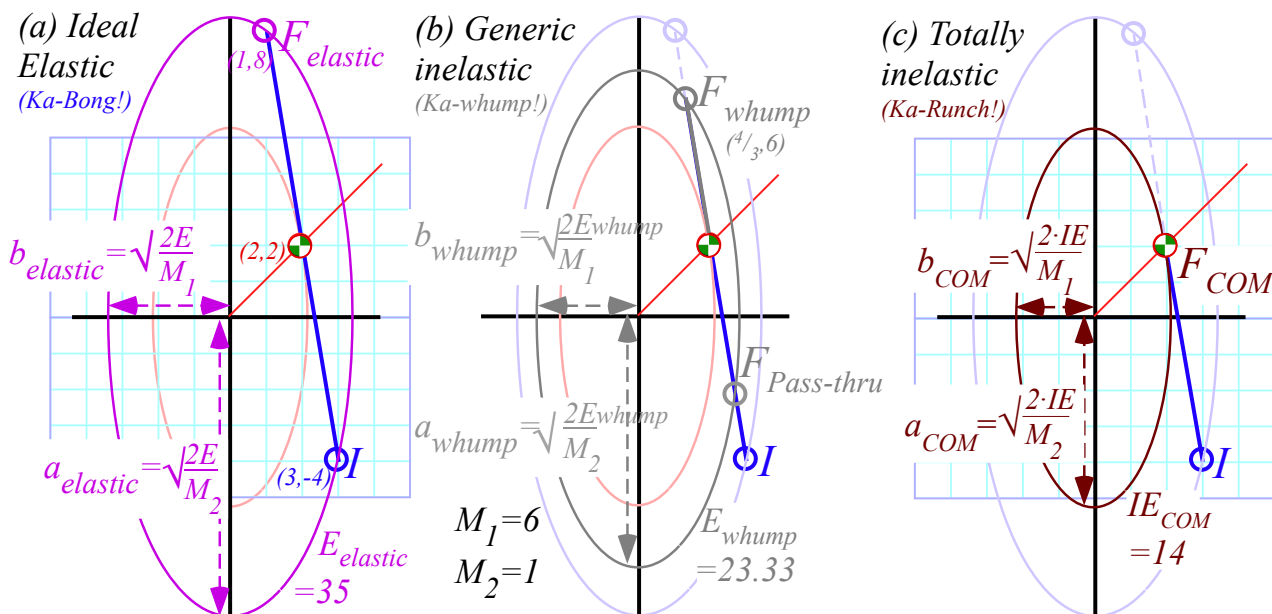 (a) Ideal
Elastic
(Ka-Bong!)
F elastic
(1,8)
b elastic = √ 2E / M1
(2,2)
a elastic = √ 2E / M2
(3,-4) I
E elastic
=35
(b) Generic
inelastic
(Ka-whump!)
F whump
(4/3,6)
b whump = √ 2E whump / M1
F Pass-thru
a whump = √ 2E whump / M2
I
M1=6
M2=1
E whump
=23.33
(c) Totally
inelastic
(Ka-Runch!)
b COM = √ 2·IE / M1
F COM
a COM = √ 2·IE / M2
I
IE COM
=14